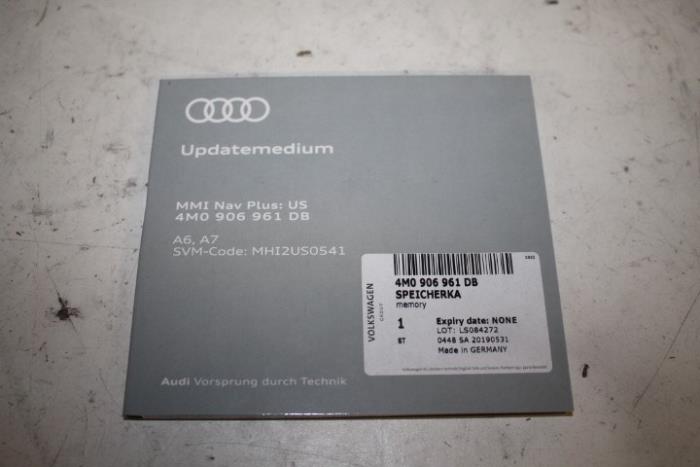 Updatemedium
MMI Nav Plus: US
4M0 906 961 DB
A6, A7
SVM-Code: MHI2US0541
Audi Vorsprung durch Technik
VOLKSWAGEN
GROUP
4M0 906 961 DB
SPEICHERKA
memory
1
ST
Expiry date: NONE
LOT: LS084272
0448 SA 20190531
Made in GERMANY